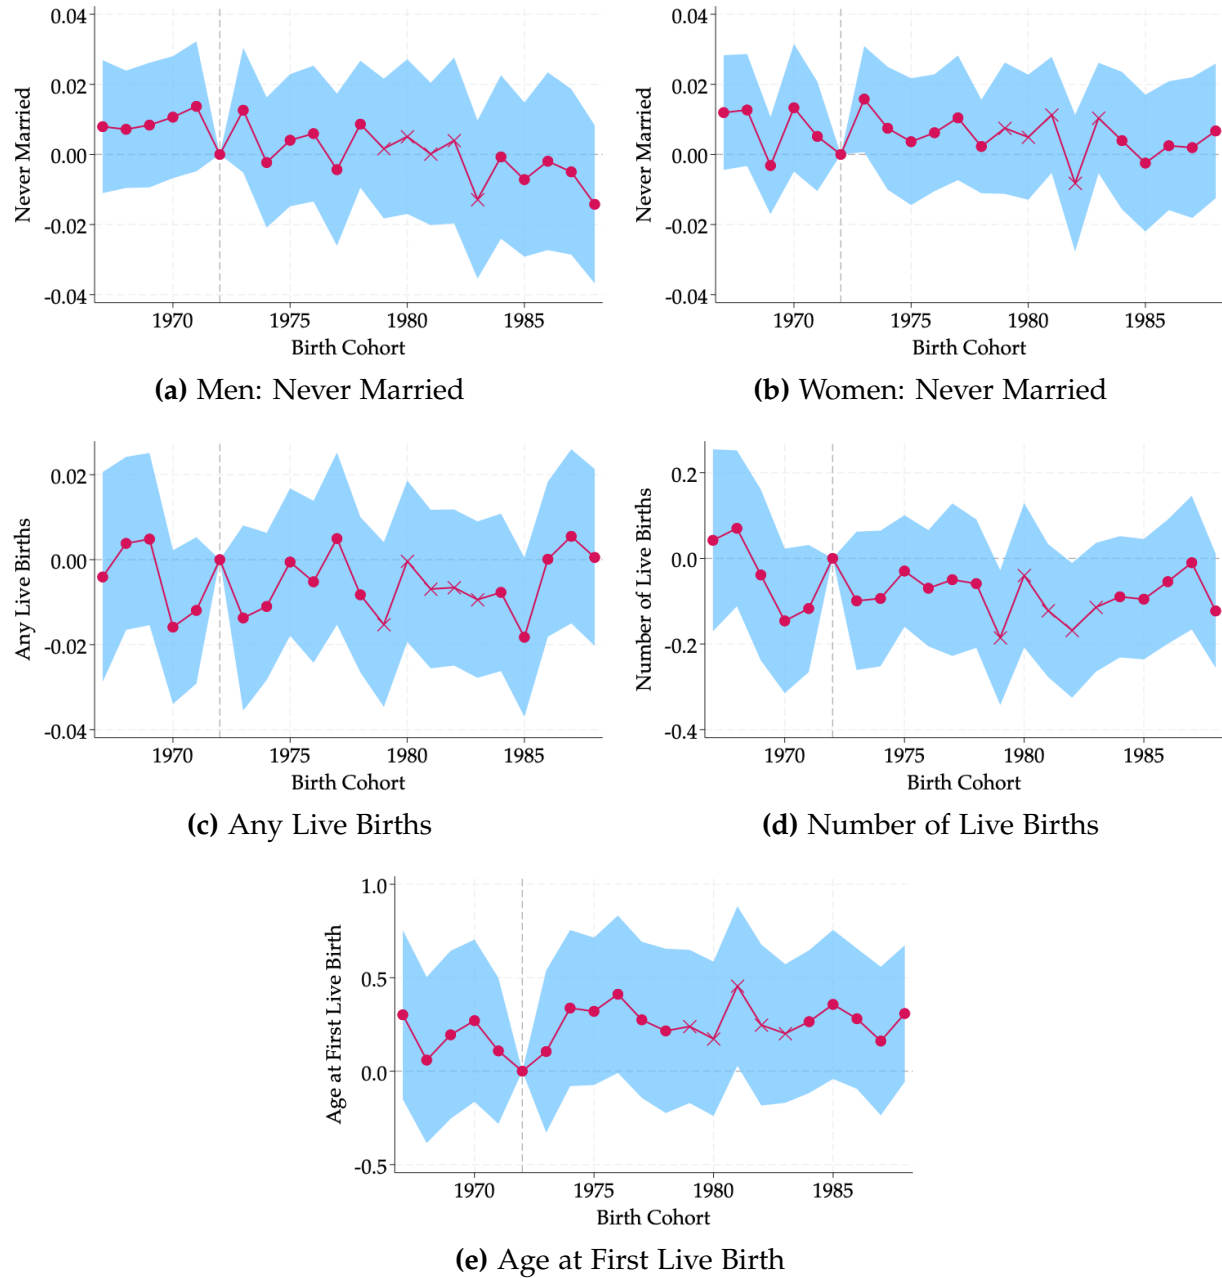 0.04
0.02
0.00
-0.02
-0.04
Never Married
1970 1975 1980 1985
Birth Cohort
(a) Men: Never Married
0.04
0.02
0.00
-0.02
-0.04
Never Married
1970 1975 1980 1985
Birth Cohort
(b) Women: Never Married
0.02
0.00
-0.02
-0.04
Any Live Births
1970 1975 1980 1985
Birth Cohort
(c) Any Live Births
0.2
0.0
-0.2
-0.4
Number of Live Births
1970 1975 1980 1985
Birth Cohort
(d) Number of Live Births
1.0
0.5
0.0
-0.5
Age at First Live Birth
1970 1975 1980 1985
Birth Cohort
(e) Age at First Live Birth